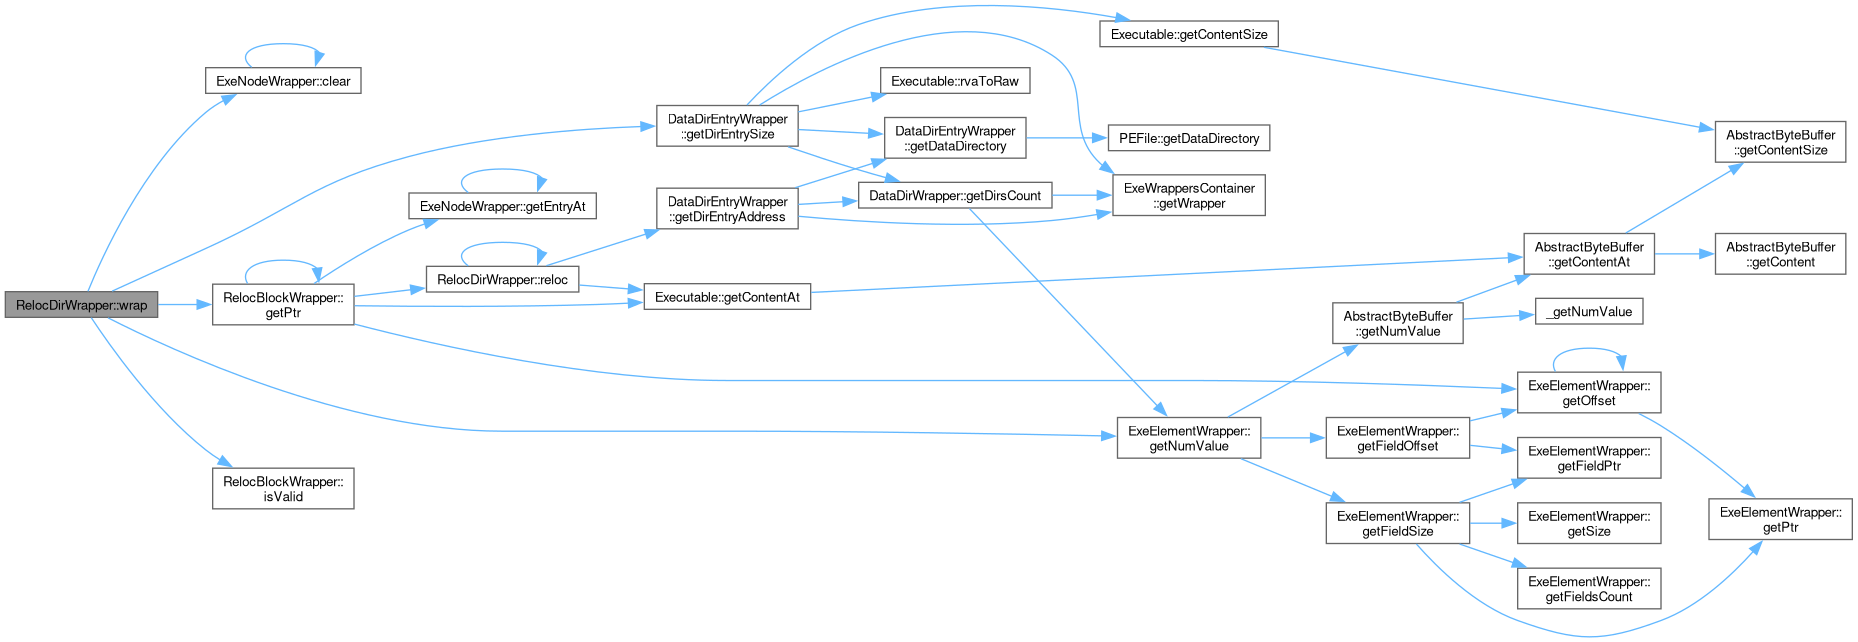 RelocDirWrapper::wrap
ExeNodeWrapper::clear
RelocBlockWrapper::
getPtr
RelocBlockWrapper::
isValid
ExeNodeWrapper::getEntryAt
RelocDirWrapper::reloc
DataDirEntryWrapper
::getDirEntrySize
DataDirEntryWrapper
::getDirEntryAddress
Executable::getContentAt
Executable::rvaToRaw
DataDirEntryWrapper
::getDataDirectory
DataDirWrapper::getDirsCount
Executable::getContentSize
PEFile::getDataDirectory
ExeWrappersContainer
::getWrapper
ExeElementWrapper::
getNumValue
AbstractByteBuffer
::getNumValue
ExeElementWrapper::
getFieldOffset
ExeElementWrapper::
getFieldSize
AbstractByteBuffer
::getContentAt
_getNumValue
ExeElementWrapper::
getOffset
ExeElementWrapper::
getFieldPtr
ExeElementWrapper::
getSize
ExeElementWrapper::
getFieldsCount
AbstractByteBuffer
::getContentSize
AbstractByteBuffer
::getContent
ExeElementWrapper::
getPtr